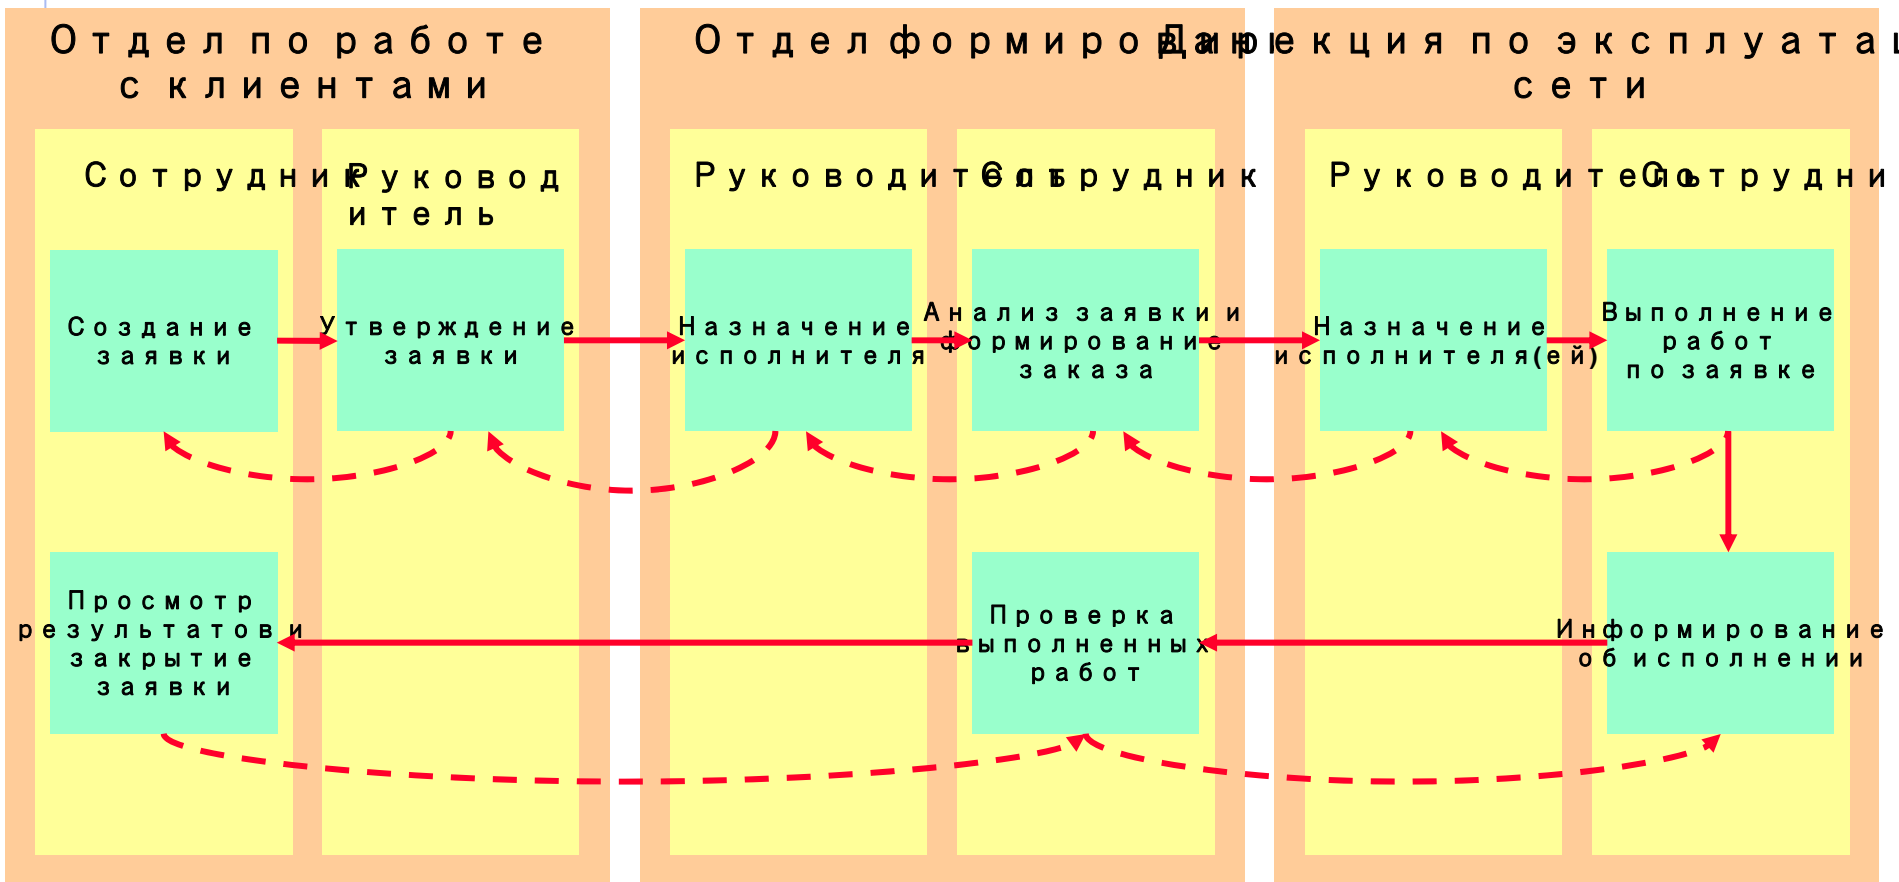 Отдел по работе
с клиентами
Отдел формирован
Дирекция по эксплуата
сети
Сотрудник
Руковод
итель
Руководитель
Сотрудник
Руководитель
Сотрудни
Создание
заявки
Утверждение
заявки
Назначение
исполнителя
Анализ заявки и
формирование
заказа
Назначение
исполнителя(ей)
Выполнение
работ
по заявке
Просмотр
результатов и
закрытие
заявки
Проверка
выполненных
работ
Информирование
об исполнении